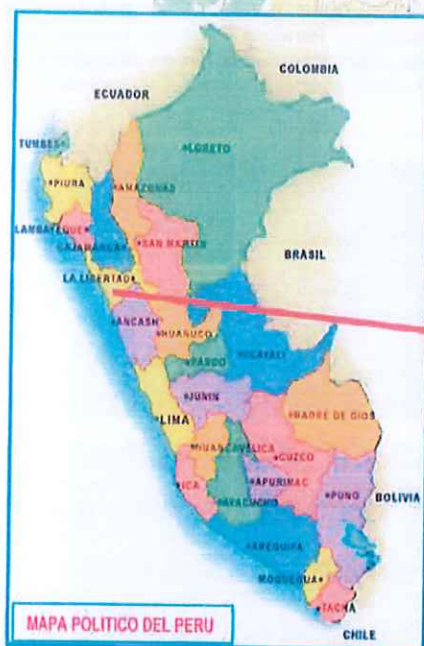 COLOMBIA
ECUADOR
TUMBES
LORETO
PIURA
AMAZONAS
LAMBAYEQUE
CAJAMARCA
SAN MARTIN
BRASIL
LA LIBERTAD
ANCASH
HUANUCO
UCAYALI
PASCO
JUNIN
LIMA
MADRE DE DIOS
HUANCAVELICA
CUZCO
ICA
APURIMAC
AYACUCHO
PUNO
BOLIVIA
AREQUIPA
MOQUEGUA
TACNA
MAPA POLITICO DEL PERU
CHILE